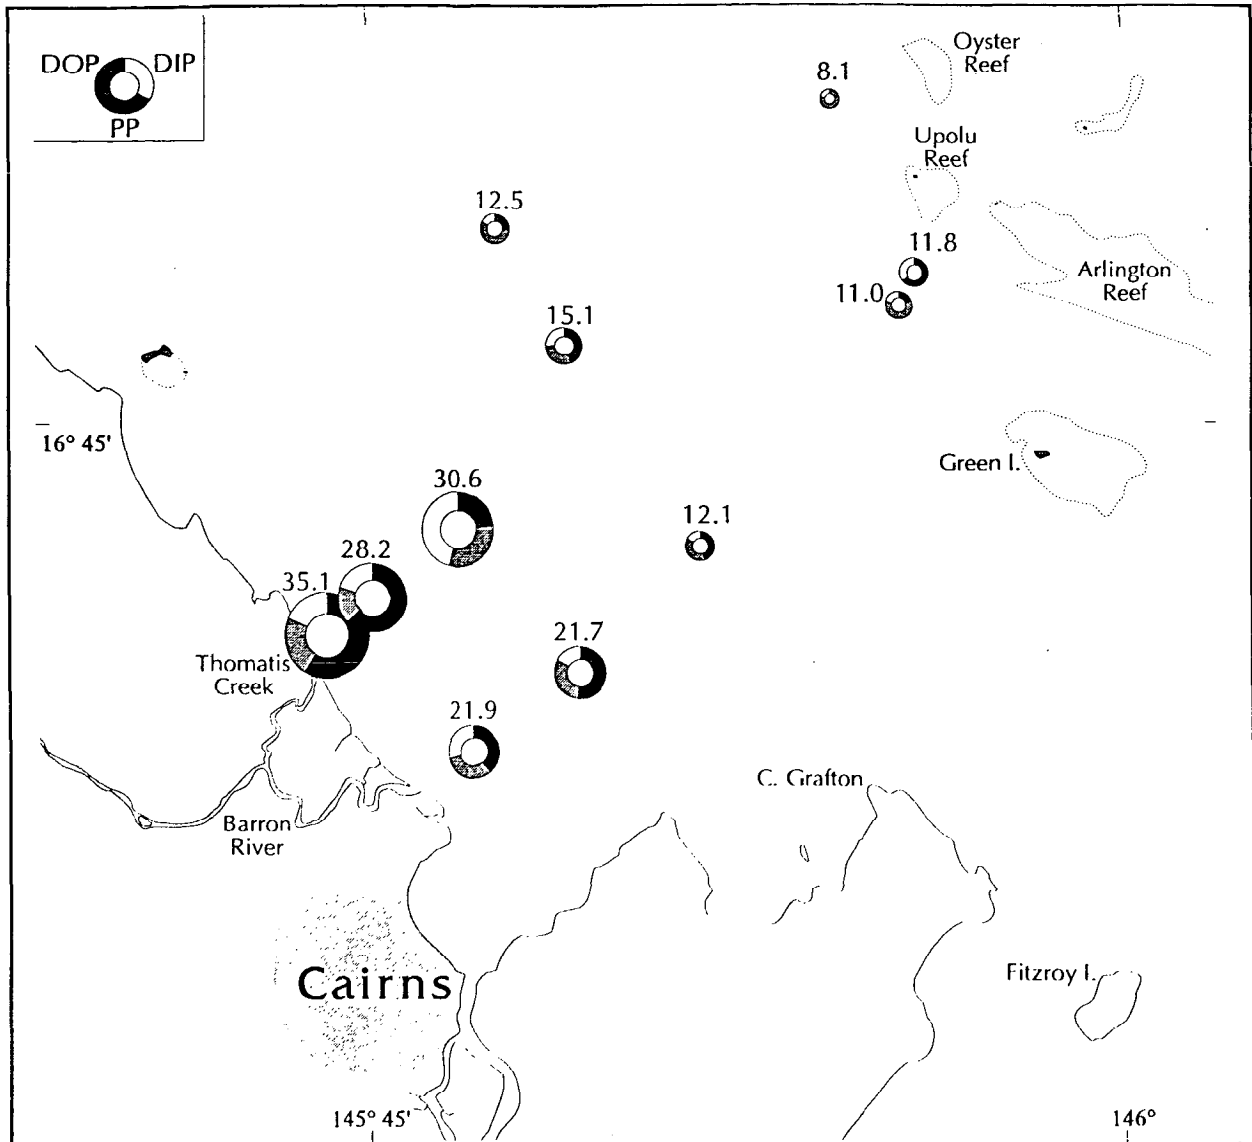 DOP
DIP
PP
Oyster
Reef
8.1
Upolu
Reef
12.5
11.8
Arlington
Reef
11.0
15.1
16° 45'
Green I.
30.6
12.1
28.2
35.1
21.7
Thomatis
Creek
21.9
C. Grafton
Barron
River
Fitzroy I.
Cairns
145° 45'
146°